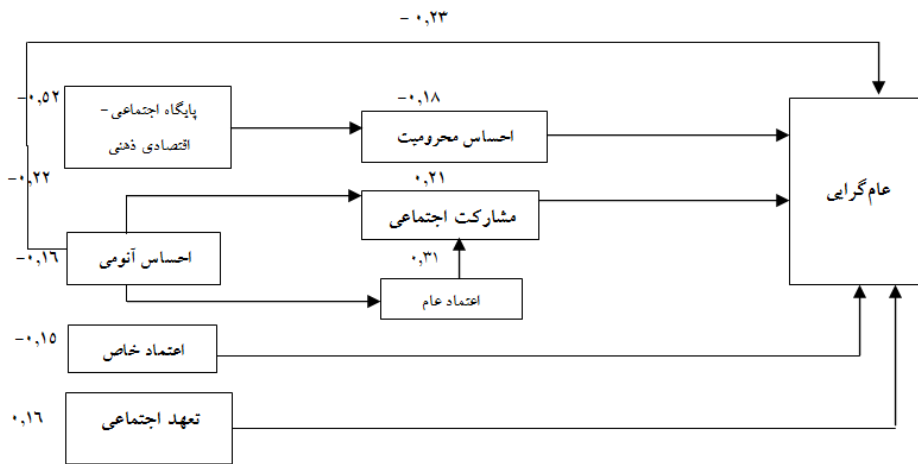 - ۰,۲۳
-۰,۵۲
پایگاه اجتماعی-
اقتصادی ذهنی
-۰,۱۸
احساس محرومیت
عام‌گرایی
-۰,۲۲
۰,۲۱
مشارکت اجتماعی
-۰,۱۶
احساس آنومی
۰,۳۱
اعتماد عام
-۰,۱۵
اعتماد خاص
۰,۱۶
تعهد اجتماعی